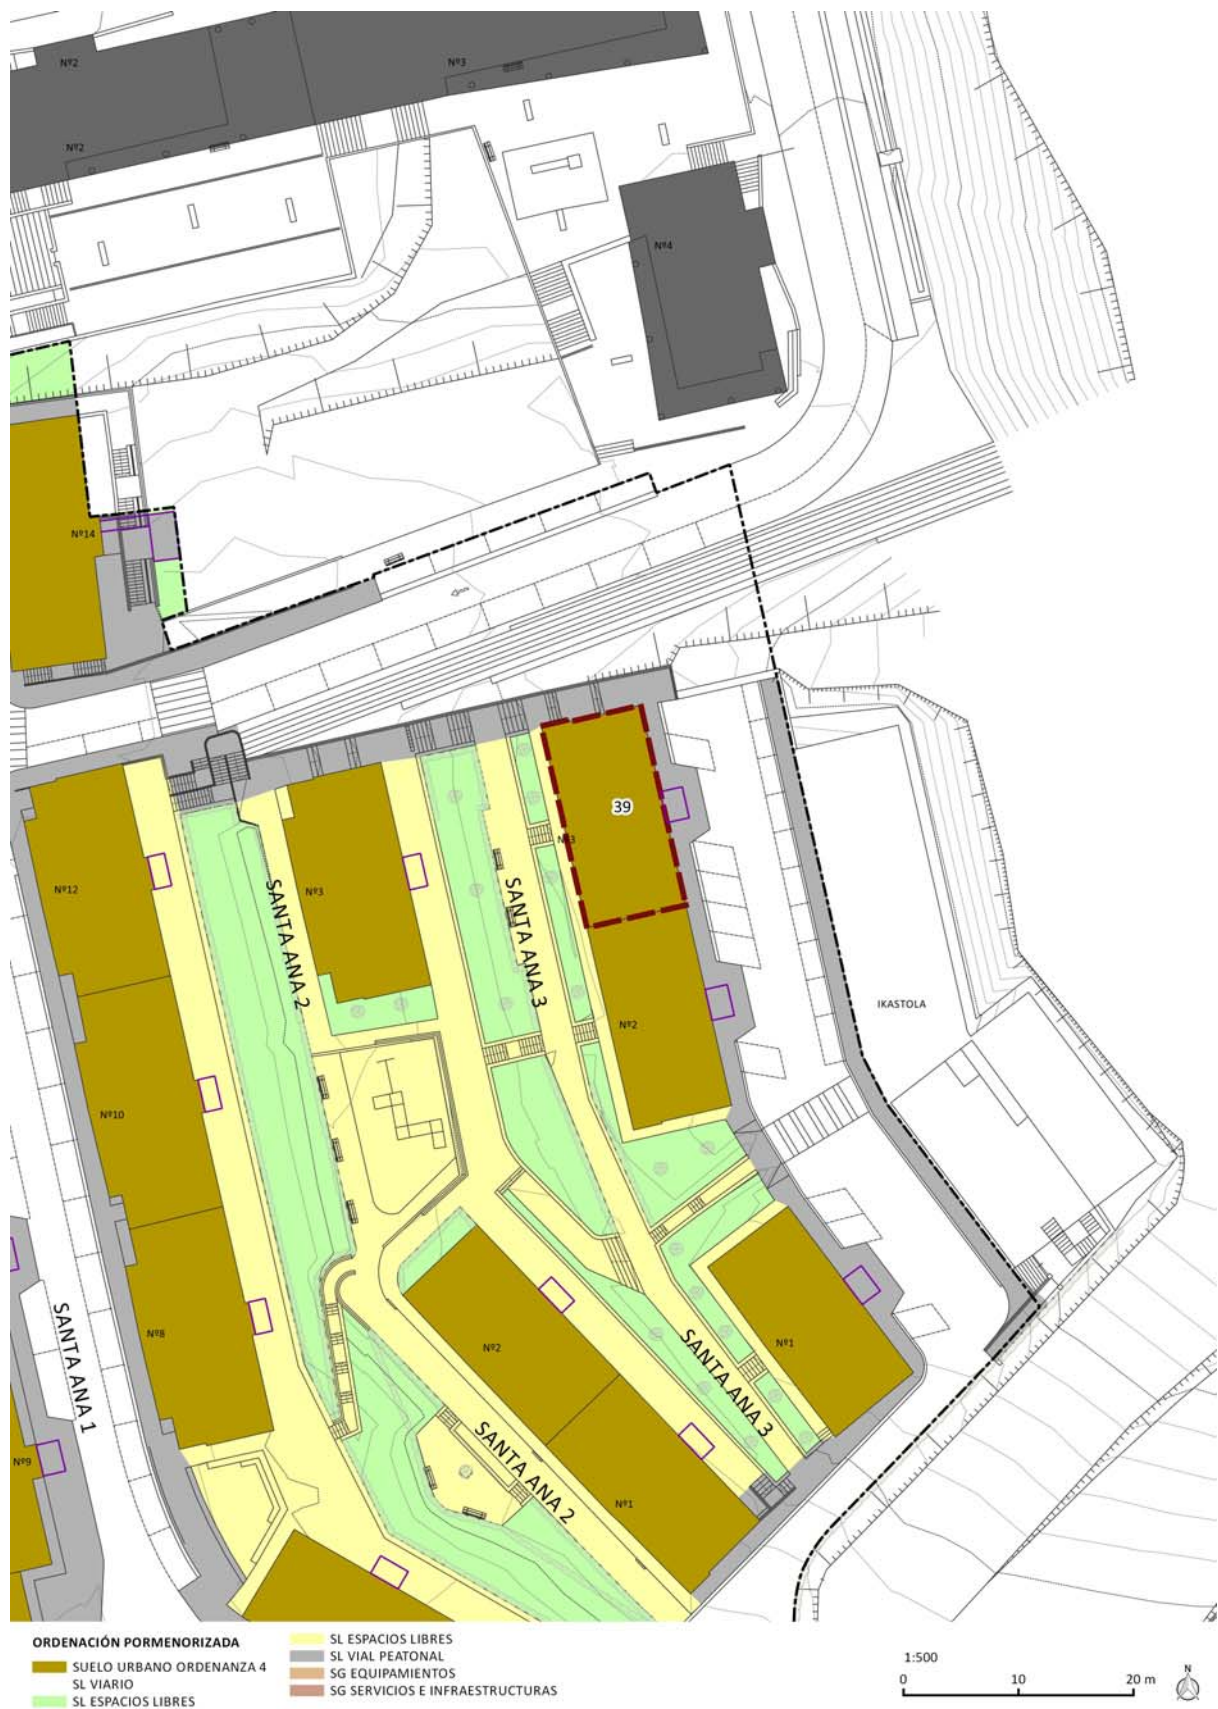 Nº2
Nº3
Nº2
Nº4
Nº14
39
Nº3
Nº12
Nº3
SANTA ANA 2
SANTA ANA 3
IKASTOLA
Nº2
Nº10
SANTA ANA 1
Nº8
Nº2
SANTA ANA 3
Nº1
SANTA ANA 2
Nº9
Nº1
ORDENACIÓN PORMENORIZADA
SUELO URBANO ORDENANZA 4
SL VIARIO
SL ESPACIOS LIBRES
SL ESPACIOS LIBRES
SL VIAL PEATONAL
SG EQUIPAMIENTOS
SG SERVICIOS E INFRAESTRUCTURAS
1:500
0 10 20 m
N